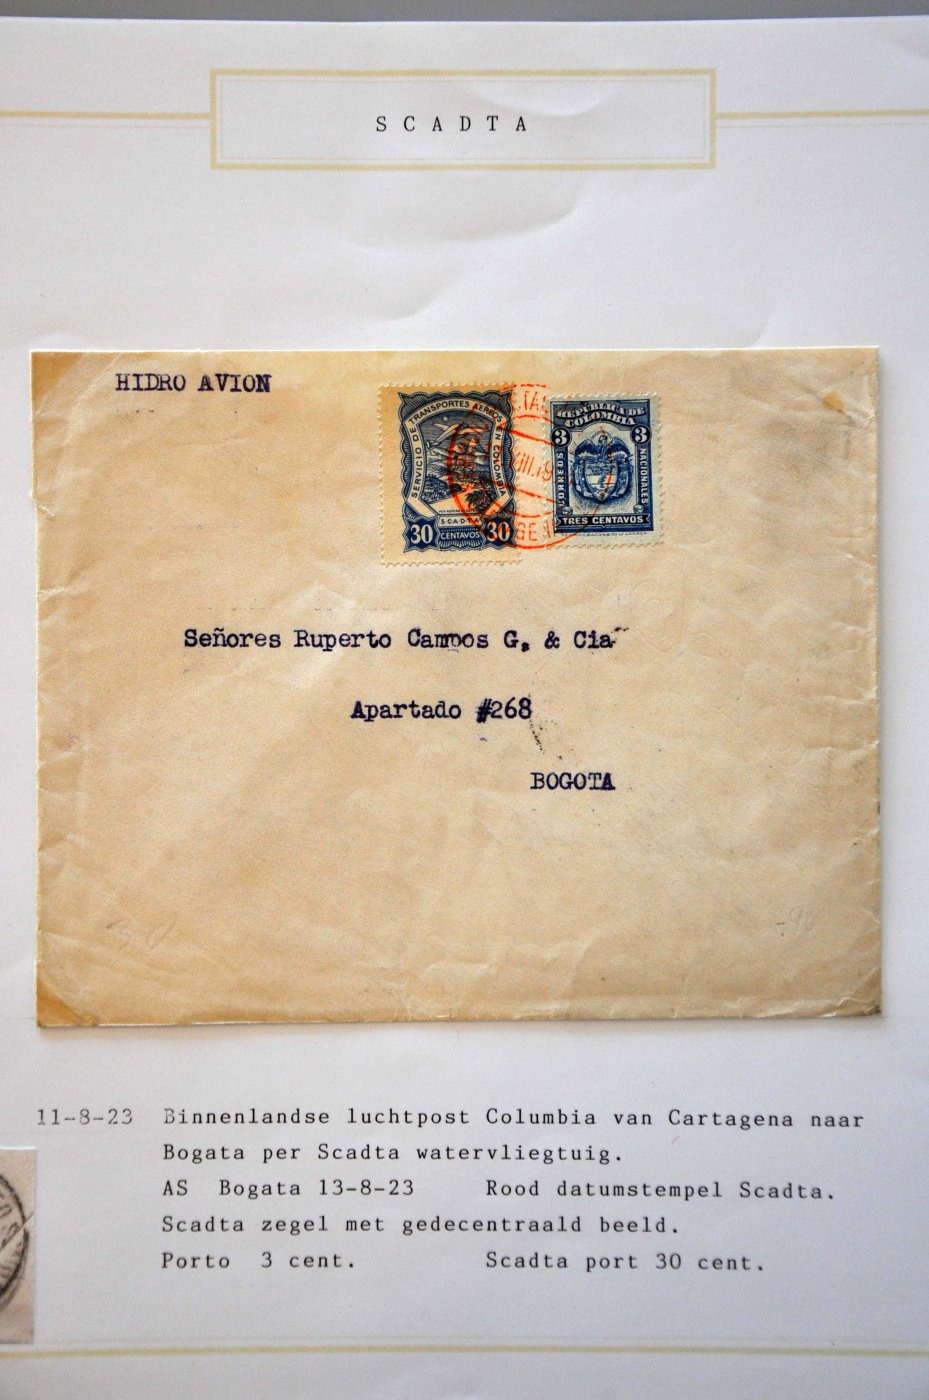 SCADTA
HIDRO AVION
SERVICIO DE TRANSPORTES AEREOS EN COLOMBIA
SCADTA
30 CENTAVOS 30
REPUBLICA DE
COLOMBIA
3 3
CORREOS NACIONALES
TRES CENTAVOS
Señores Ruperto Campos G. & Cia
Apartado #268
BOGOTA
11-8-23 Binnenlandse luchtpost Columbia van Cartagena naar
Bogata per Scadta watervliegtuig.
AS Bogata 13-8-23 Rood datumstempel Scadta.
Scadta zegel met gedecentraald beeld.
Porto 3 cent. Scadta port 30 cent.